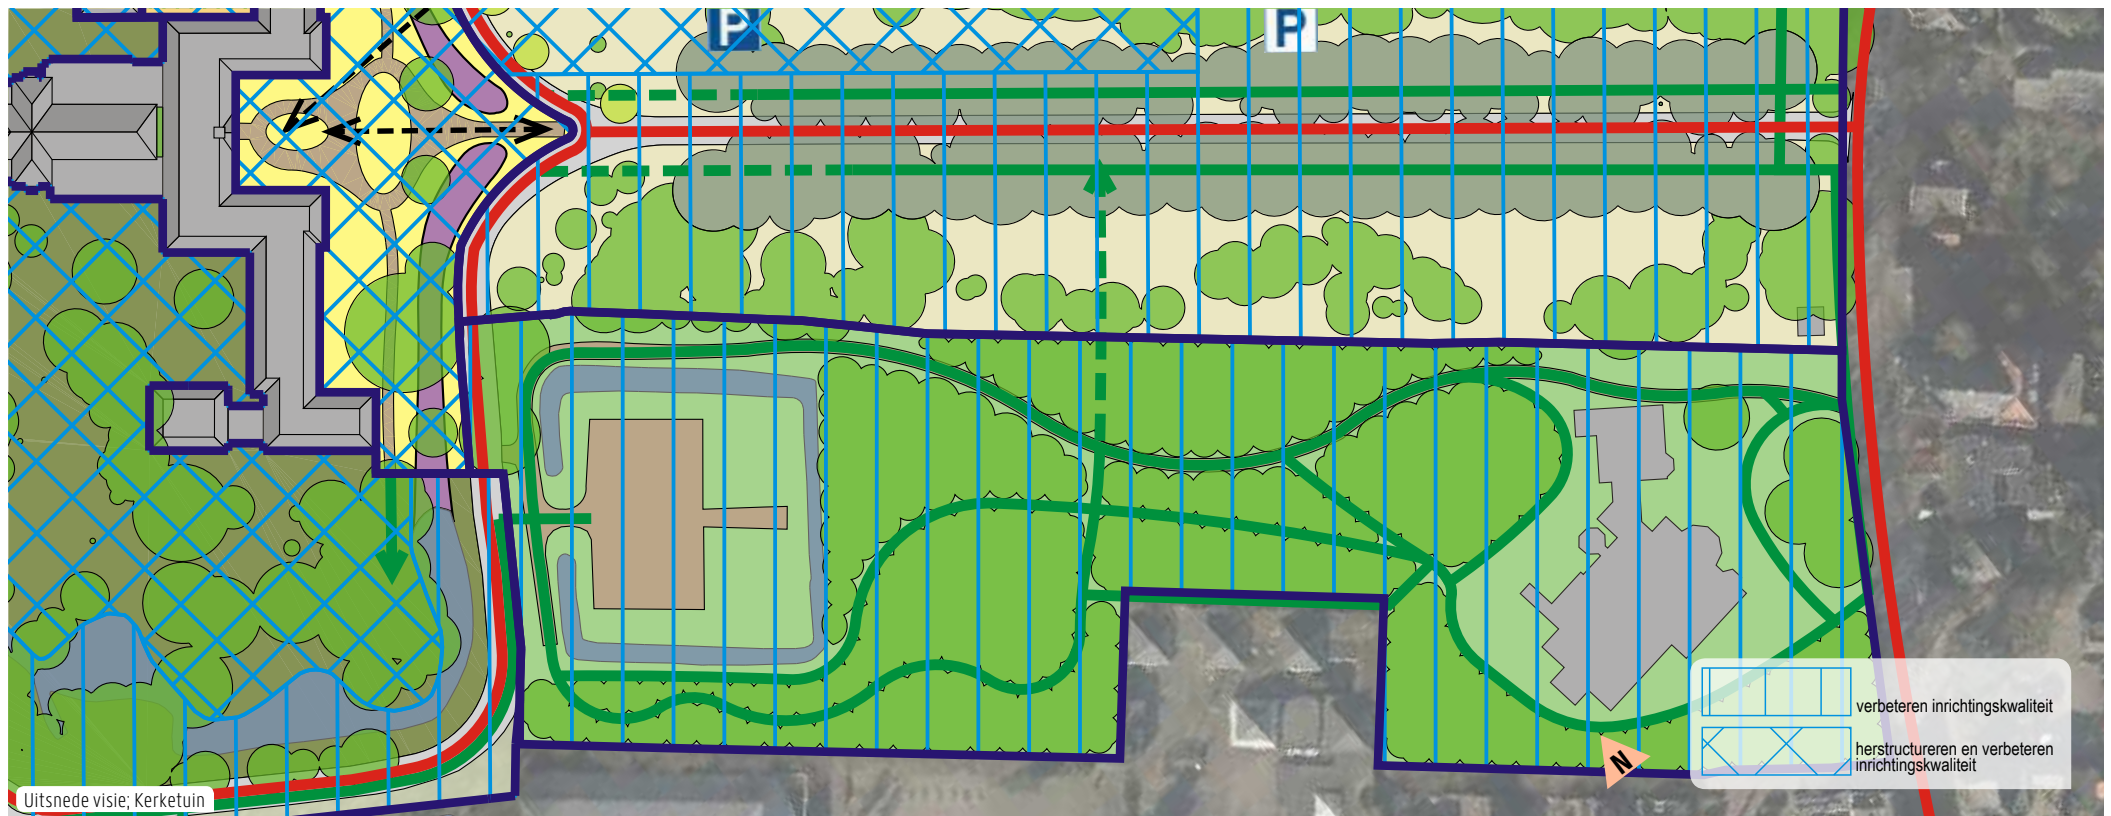 P
P
verbeteren inrichtingskwaliteit
herstructureren en verbeteren
inrichtingskwaliteit
N
Uitsnede visie; Kerketuin